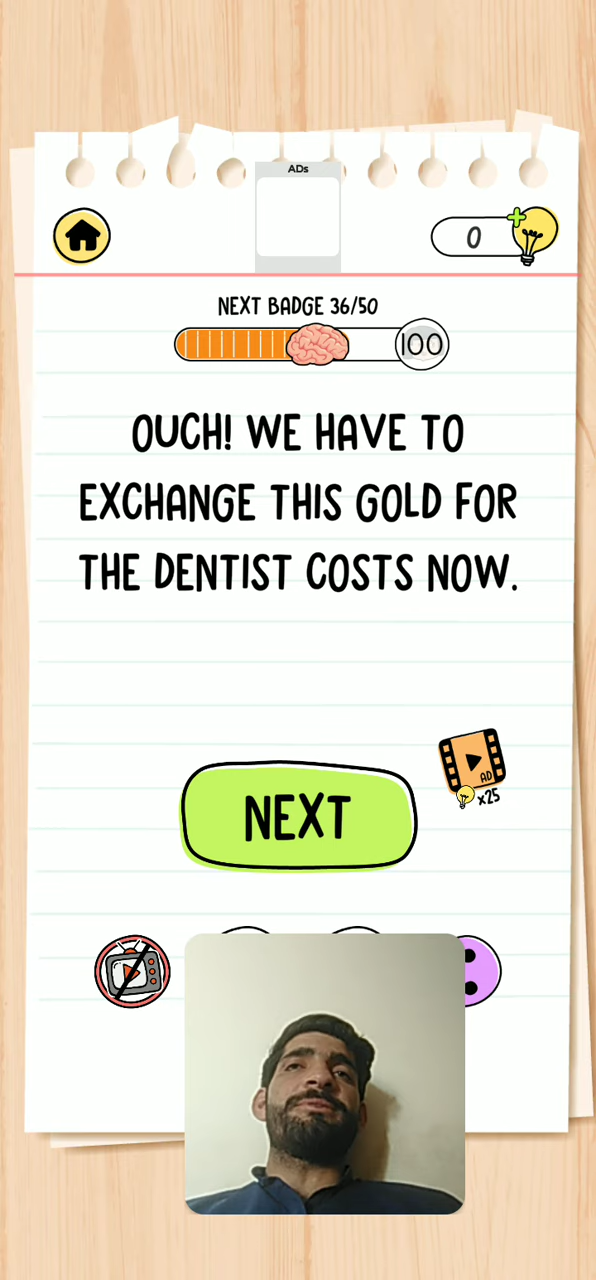 ADs
0
NEXT BADGE 36/50
100
OUCH! WE HAVE TO
EXCHANGE THIS GOLD FOR
THE DENTIST COSTS NOW.
AD
x25
NEXT